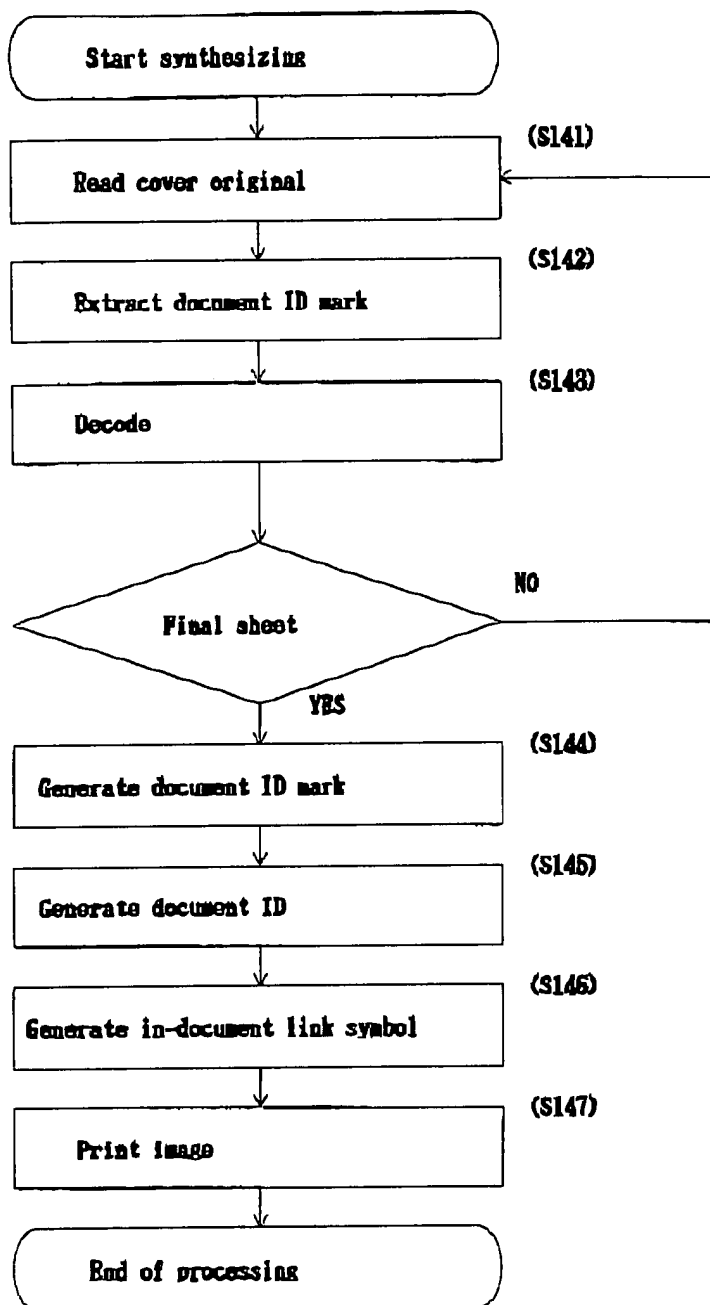 Start synthesizing
(S141)
Read cover original
(S142)
Extract document ID mark
(S143)
Decode
Final sheet
NO
YES
(S144)
Generate document ID mark
(S145)
Generate document ID
(S146)
Generate in-document link symbol
(S147)
Print image
End of processing